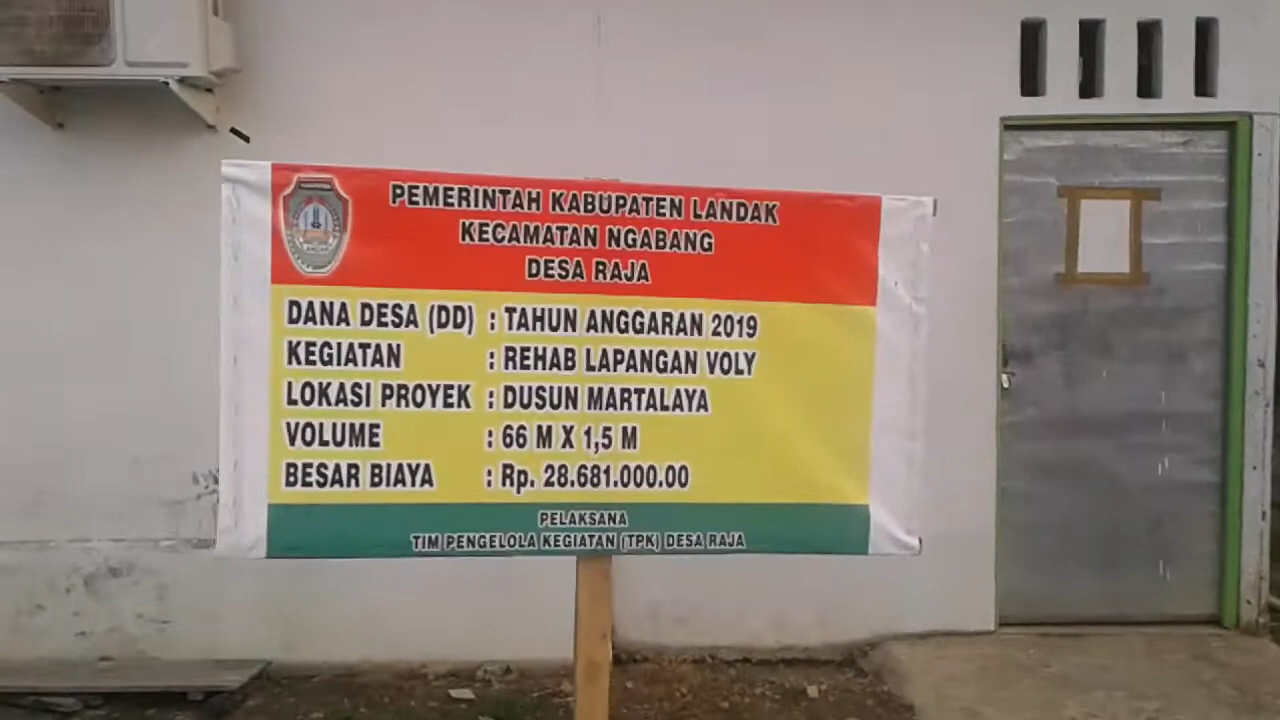 PEMERINTAH KABUPATEN LANDAK
KECAMATAN NGABANG
DESA RAJA
DANA DESA (DD) : TAHUN ANGGARAN 2019
KEGIATAN : REHAB LAPANGAN VOLY
LOKASI PROYEK : DUSUN MARTALAYA
VOLUME : 66 M X 1,5 M
BESAR BIAYA : Rp. 28.681.000.00
PELAKSANA
TIM PENGELOLA KEGIATAN (TPK) DESA RAJA